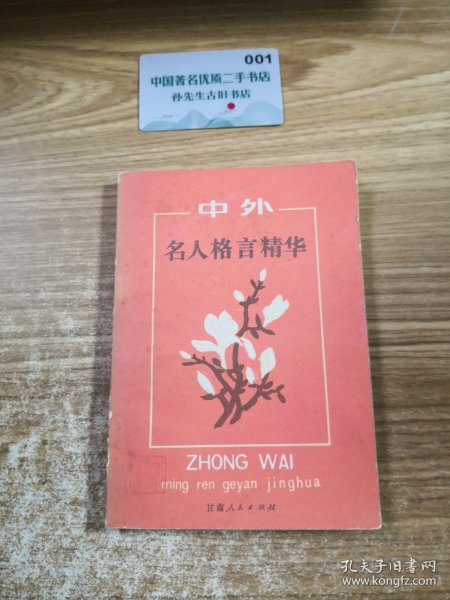 001
中国著名优质二手书店
孙先生古旧书店
中外
名人格言精华
ZHONG WAI
ming ren geyan jinghua
甘肃人民出版社
孔夫子旧书网
www.kongfz.com